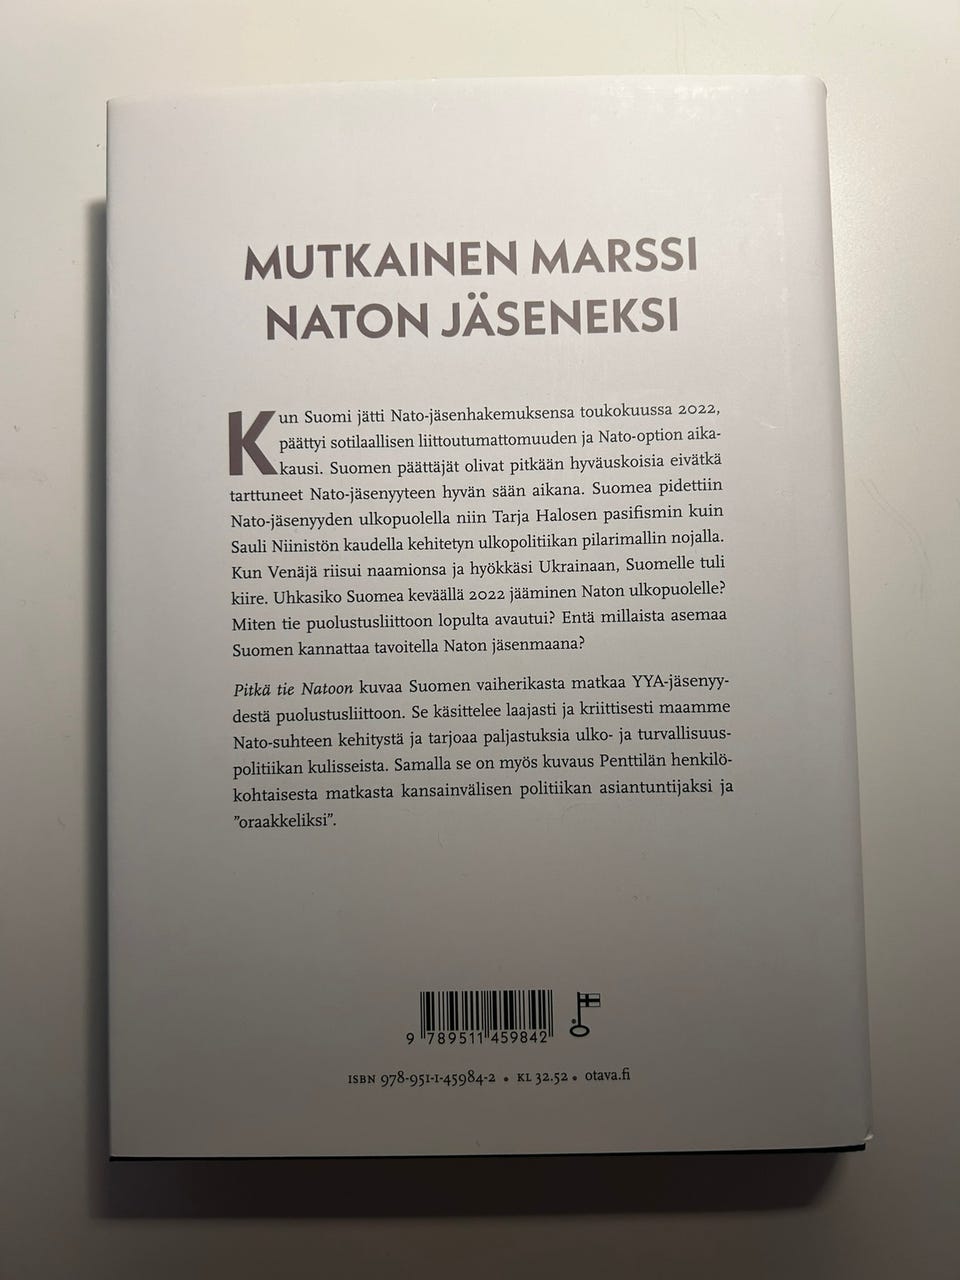 MUTKAINEN MARSSI
NATON JÄSENEKSI
Kun Suomi jätti Nato-jäsenhakemuksensa toukokuussa 2022,
päättyi sotilaallisen liittoutumattomuuden ja Nato-option aika-
kausi. Suomen päättäjät olivat pitkään hyväuskoisia eivätkä
tarttuneet Nato-jäsenyyteen hyvän sään aikana. Suomea pidettiin
Nato-jäsenyyden ulkopuolella niin Tarja Halosen pasifismin kuin
Sauli Niinistön kaudella kehitetyn ulkopolitiikan pilarimallin nojalla.
Kun Venäjä riisui naamionsa ja hyökkäsi Ukrainaan, Suomelle tuli
kiire. Uhkasiko Suomea keväällä 2022 jääminen Naton ulkopuolelle?
Miten tie puolustusliittoon lopulta avautui? Entä millaista asemaa
Suomen kannattaa tavoitella Naton jäsenmaana?
Pitkä tie Natoon kuvaa Suomen vaiherikasta matkaa YYA-jäsenyy-
destä puolustusliittoon. Se käsittelee laajasti ja kriittisesti maamme
Nato-suhteen kehitystä ja tarjoaa paljastuksia ulko- ja turvallisuus-
politiikan kulisseista. Samalla se on myös kuvaus Penttilän henkilö-
kohtaisesta matkasta kansainvälisen politiikan asiantuntijaksi ja
"oraakkeliksi".
9 789511 459842
ISBN 978-951-1-45984-2 • KL 32.52 • otava.fi